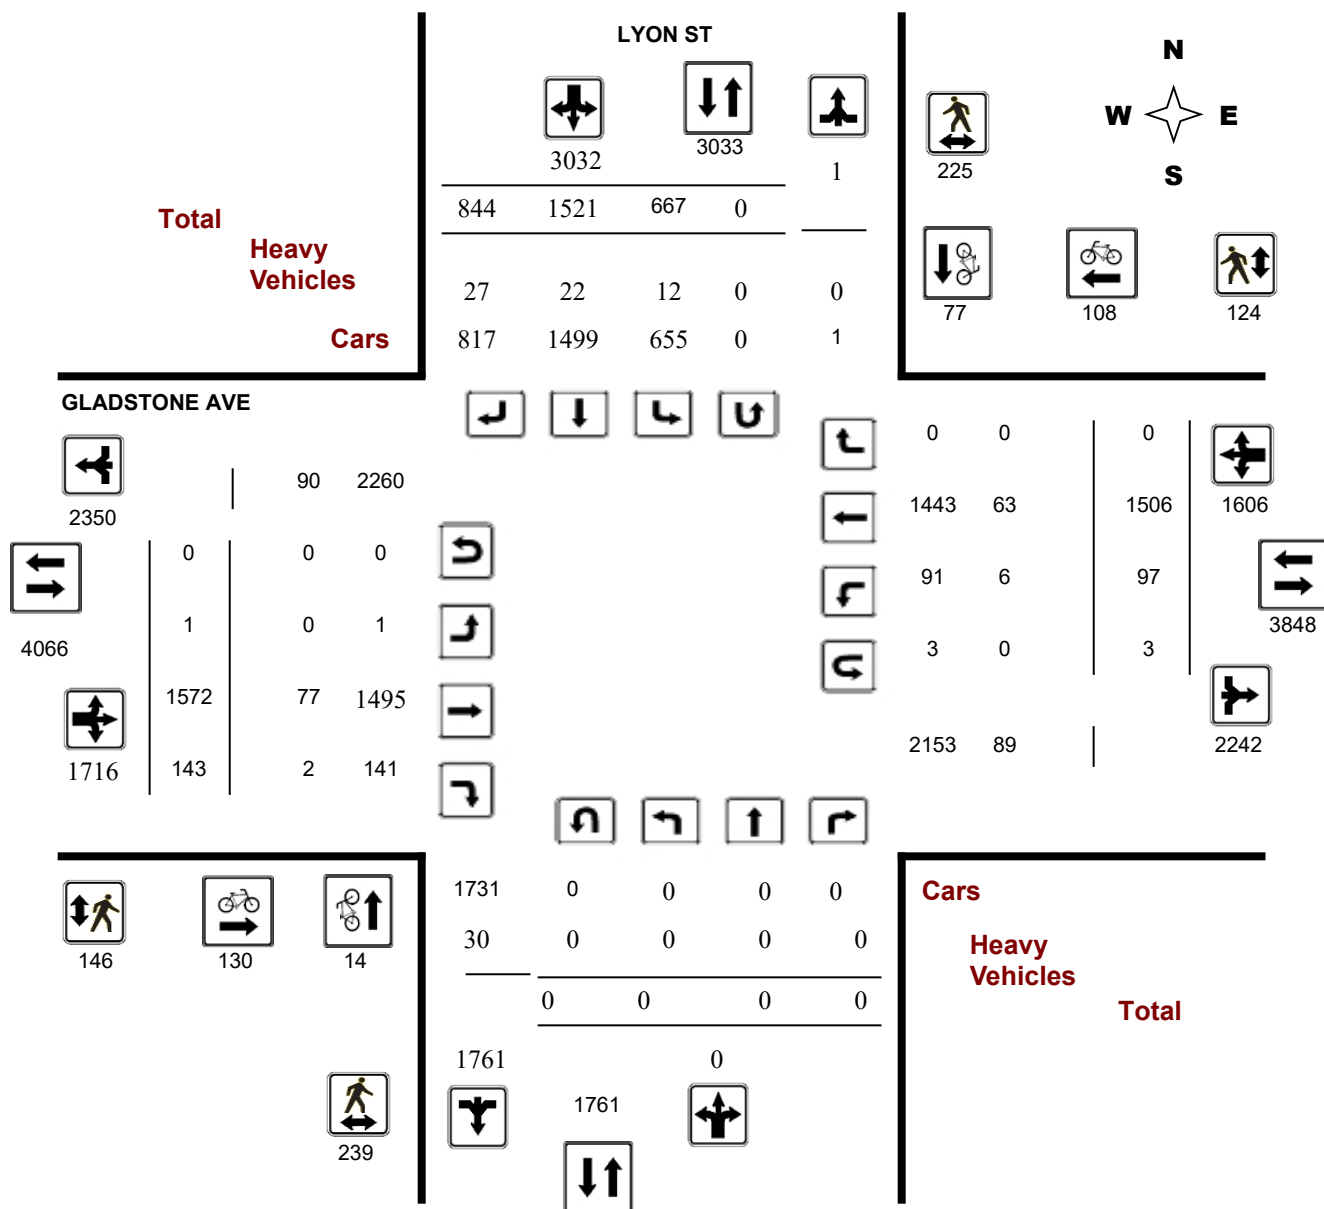 LYON ST
N
W E
S
3032 3033 1 225
844 1521 667 0
Total
Heavy
Vehicles
27 22 12 0 0
77 108 124
Cars 817 1499 655 0 1
GLADSTONE AVE
0 0 0
90 2260
2350
1443 63 1506 1606
0 0 0
91 6 97
1 0 1
3848
4066
3 0 3
1572 77 1495
2153 89 2242
1716 143 2 141
1731 0 0 0 0
Cars
30 0 0 0 0
Heavy
Vehicles
146 130 14
0 0 0 0
Total
1761 0
1761
239